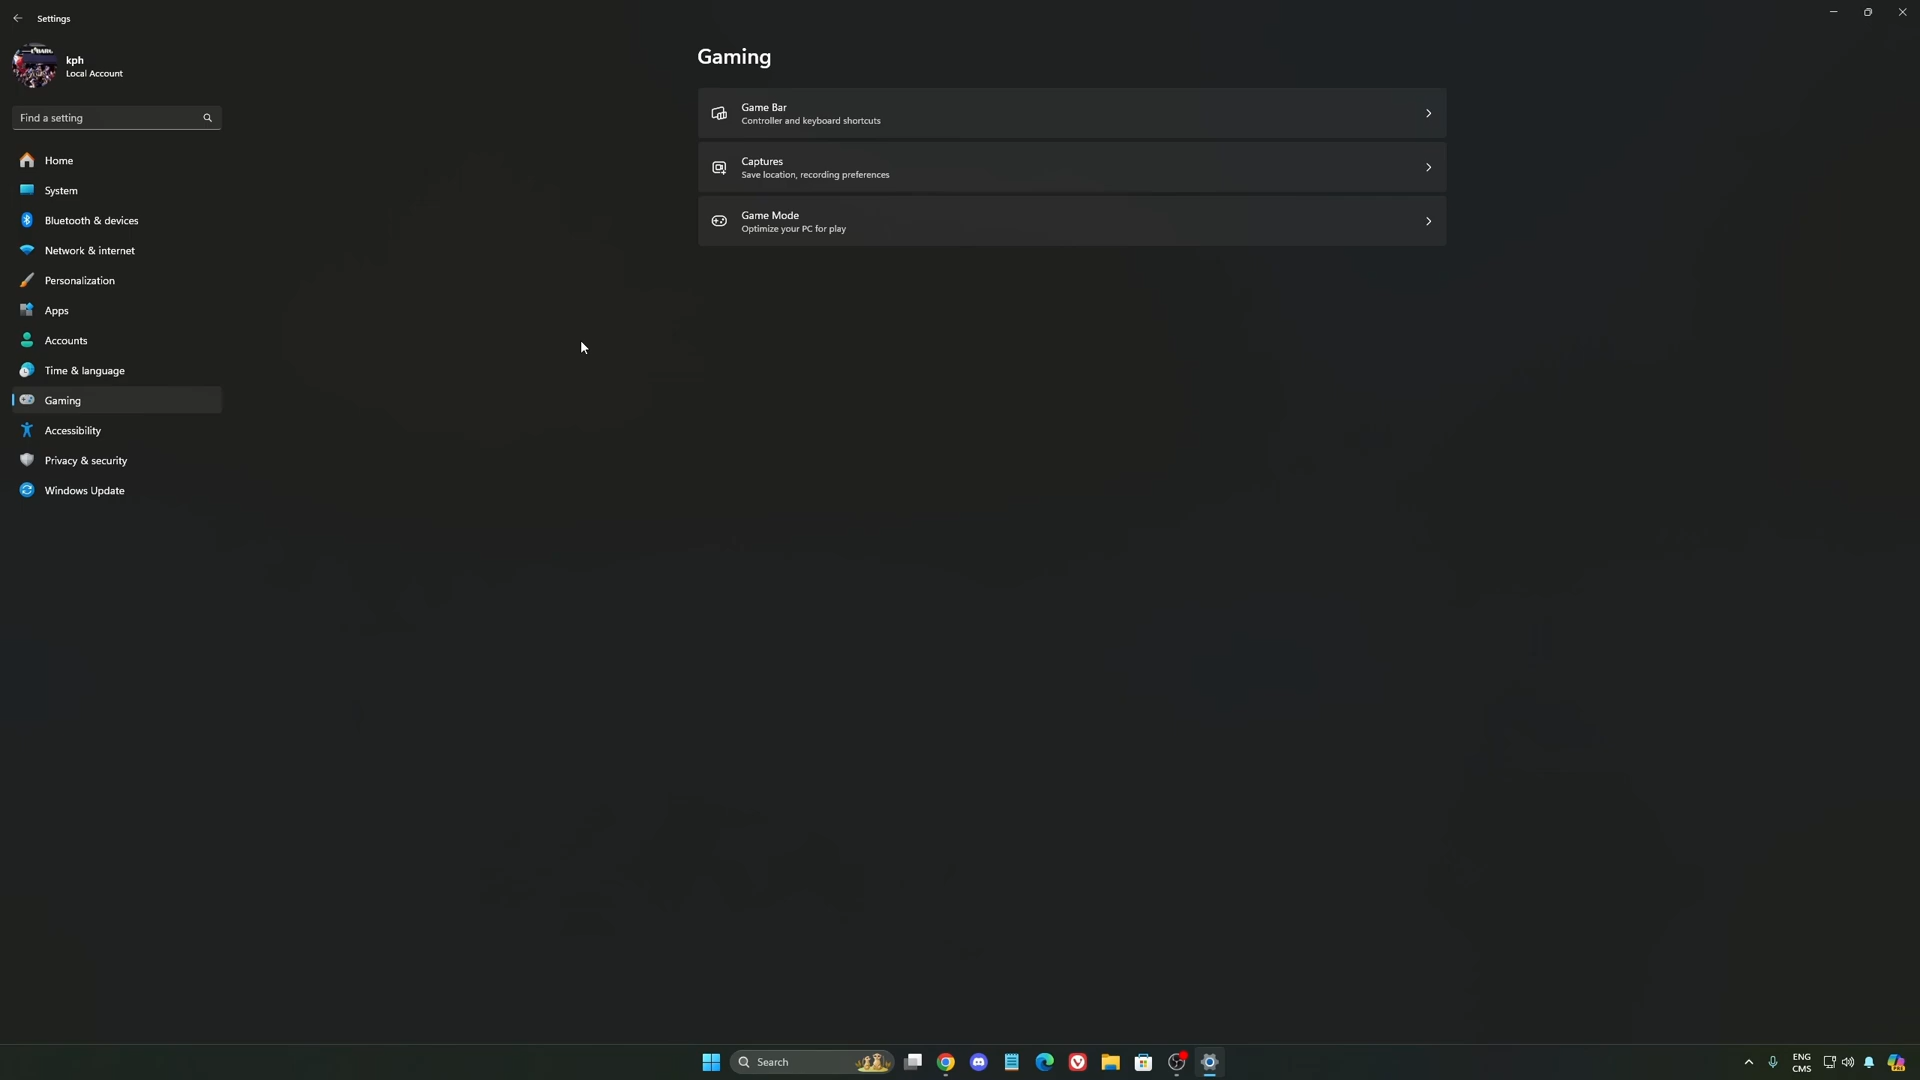 Settings
kph
Local Account
Find a setting
Home
System
Bluetooth & devices
Network & internet
Personalization
Apps
Accounts
Time & language
Gaming
Accessibility
Privacy & security
Windows Update
Gaming
Game Bar
Controller and keyboard shortcuts
Captures
Save location, recording preferences
Game Mode
Optimize your PC for play
Search
ENG
CMS